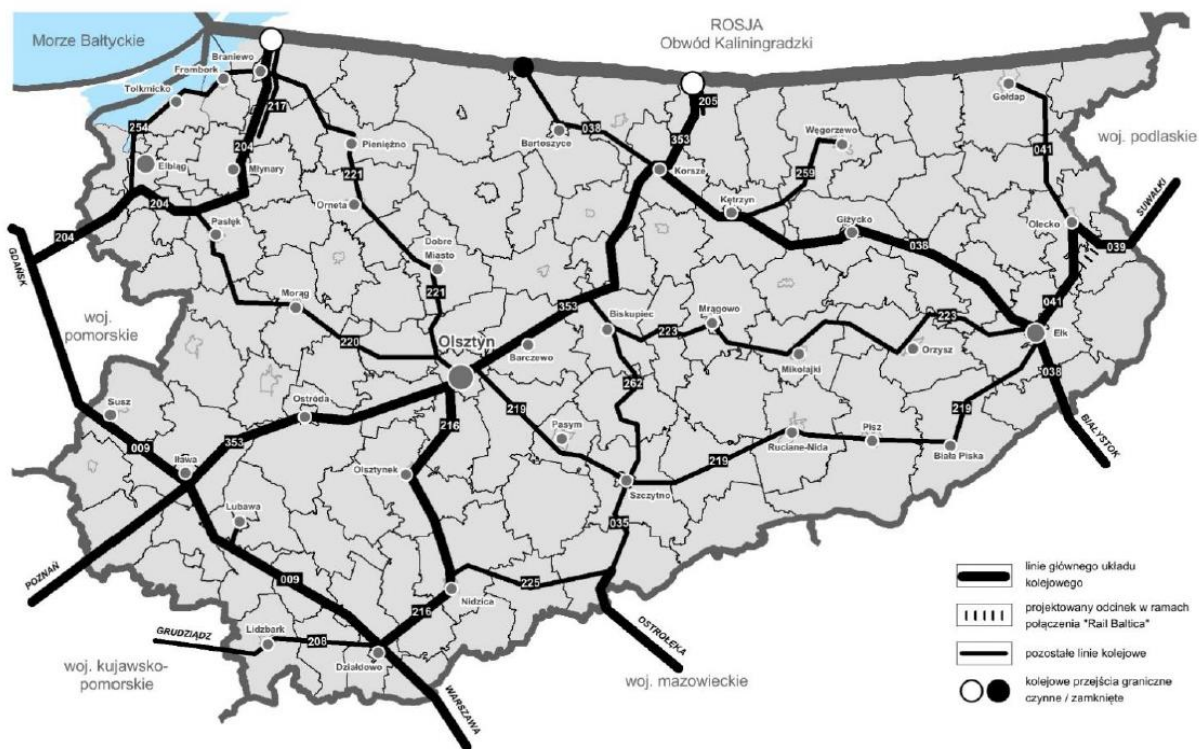 ROSJA
Obwód Kaliningradzki
Morze Bałtyckie
Braniewo
Frombork
Tolkmicko
217
205
Gołdap
254
Węgorzewo
woj. podlaskie
353
038
Bartoszyce
Pieniężno
041
204
Elbląg
Młynary
Korsze
221
259
SUWAŁKI
Kętrzyn
204
Orneta
Olecko
Pasłęk
Giżycko
204
GDAŃSK
Dobre
Miasto
038
039
221
Morąg
353
041
woj.
pomorskie
Mrągowo
223
Biskupiec
223
Ełk
220
Olsztyn
Barczewo
Orzysz
Mikołajki
038
262
Ostróda
219
219
Susz
216
BIAŁYSTOK
Pasym
Pisz
353
Ruciane-Nida
009
Biała Piska
219
Iława
Olsztynek
Szczytno
Lubawa
035
POZNAŃ
009
225
linie głównego układu
kolejowego
216
Nidzica
projektowany odcinek w ramach
połączenia "Rail Baltica"
GRUDZIĄDZ
Lidzbark
208
OSTROŁĘKA
Działdowo
pozostałe linie kolejowe
woj. kujawsko-
pomorskie
woj. mazowieckie
kolejowe przejścia graniczne
czynne / zamknięte
WARSZAWA